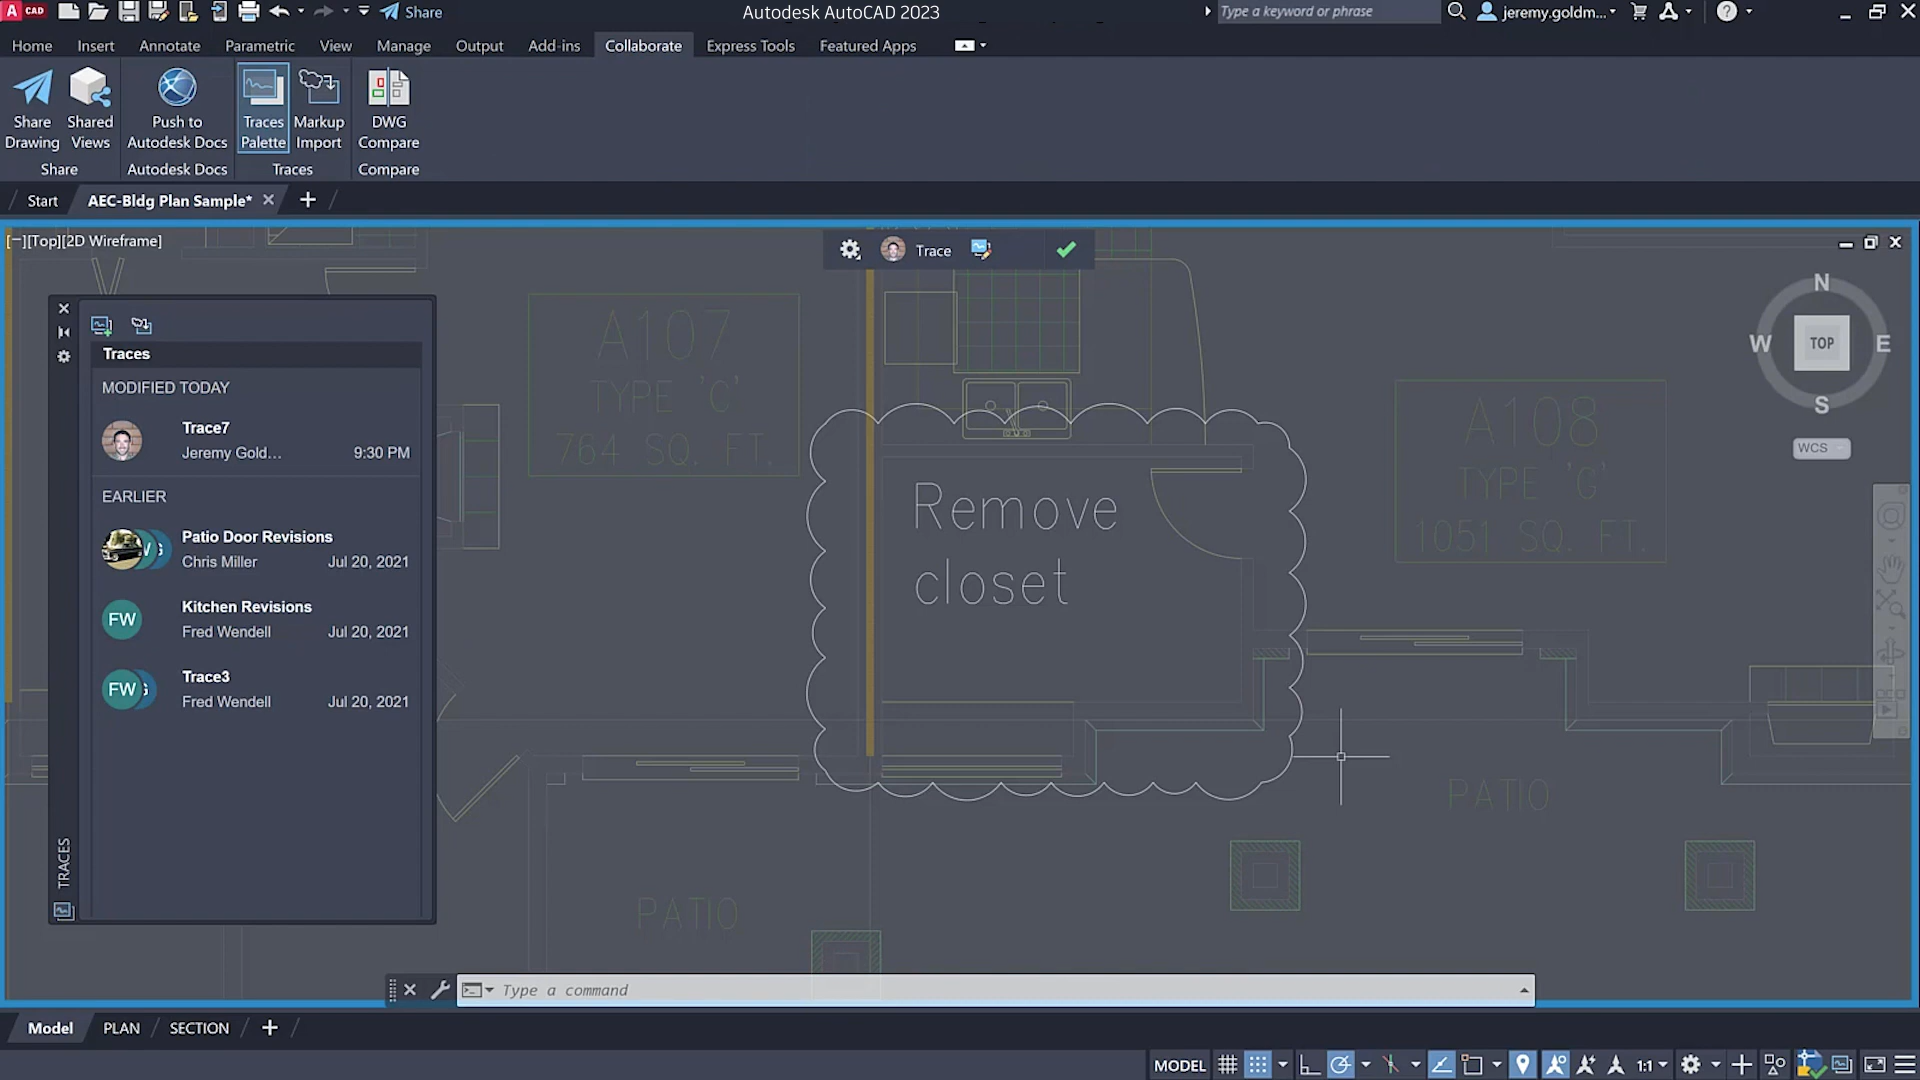 A CAD
Share
Autodesk AutoCAD 2023
Type a keyword or phrase
jeremy.goldm...
Home Insert Annotate Parametric View Manage Output Add-ins Collaborate Express Tools Featured Apps
Share
Drawing
Shared
Views
Push to
Autodesk Docs
Traces
Palette
Markup
Import
DWG
Compare
Share Autodesk Docs Traces Compare
Start AEC-Bldg Plan Sample*
[−][Top][2D Wireframe]
Trace
N
W TOP E
S
WCS
Traces
MODIFIED TODAY
Trace7
Jeremy Gold... 9:30 PM
EARLIER
Patio Door Revisions
Chris Miller Jul 20, 2021
FW
Kitchen Revisions
Fred Wendell Jul 20, 2021
FW
Trace3
Fred Wendell Jul 20, 2021
TRACES
A107
TYPE 'C'
764 SQ. FT.
Remove
closet
A108
TYPE 'G'
1051 SQ. FT.
PATIO
PATIO
Type a command
Model PLAN SECTION
MODEL
1:1